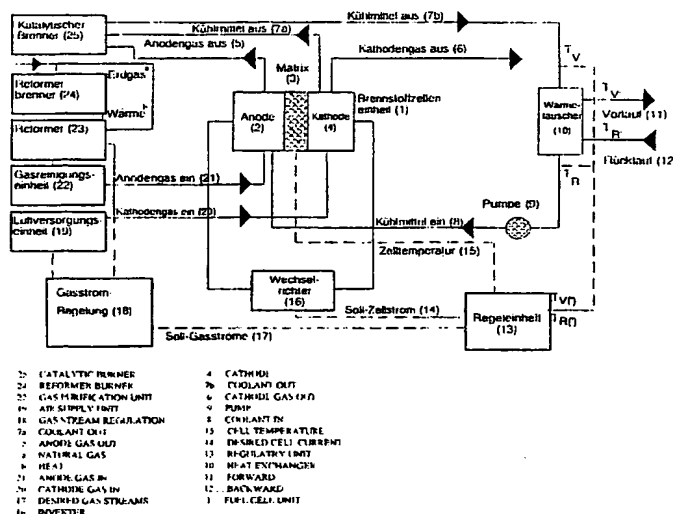 Katalytischer
Brenner (25)
Kühlmittel aus (7a)
Kühlmittel aus (7b)
Anodengas aus (5)
Kathodengas aus (6)
Matrix
(3)
Erdgas
Reformer
brenner (24)
Wärme
Reformer (23)
Anode
(2)
Kathode
(4)
Brennstoffzellen
einheit (1)
Wärme-
tauscher
(10)
T
V
T
V'
Vorlauf (11)
T
R'
Rücklauf (12
T
R
Gasreinigungs-
einheit (22)
Anodengas ein (21)
Kathodengas ein (20)
Luftversorgungs-
einheit (19)
Kühlmittel ein (8)
Pumpe (9)
Zelltemperatur (15)
Gasstrom-
Regelung (18)
Wechsel-
richter
(16)
Soll-Zellstrom (14)
Regeleinheit
(13)
TV(')
TR(')
Soll-Gasströme (17)
25 CATALYTIC BURNER
24 REFORMER BURNER
22 GAS PURIFICATION UNIT
19 AIR SUPPLY UNIT
18 GAS STREAM REGULATION
7a COOLANT OUT
5 ANODE GAS OUT
a NATURAL GAS
b HEAT
21 ANODE GAS IN
20 CATHODE GAS IN
17 DESIRED GAS STREAMS
16 INVERTER
4 CATHODE
7b COOLANT OUT
6 CATHODE GAS OUT
9 PUMP
8 COOLANT IN
15 CELL TEMPERATURE
14 DESIRED CELL CURRENT
13 REGULATRY UNIT
10 HEAT EXCHANGER
11 FORWARD
12 BACKWARD
1 FUEL CELL UNIT